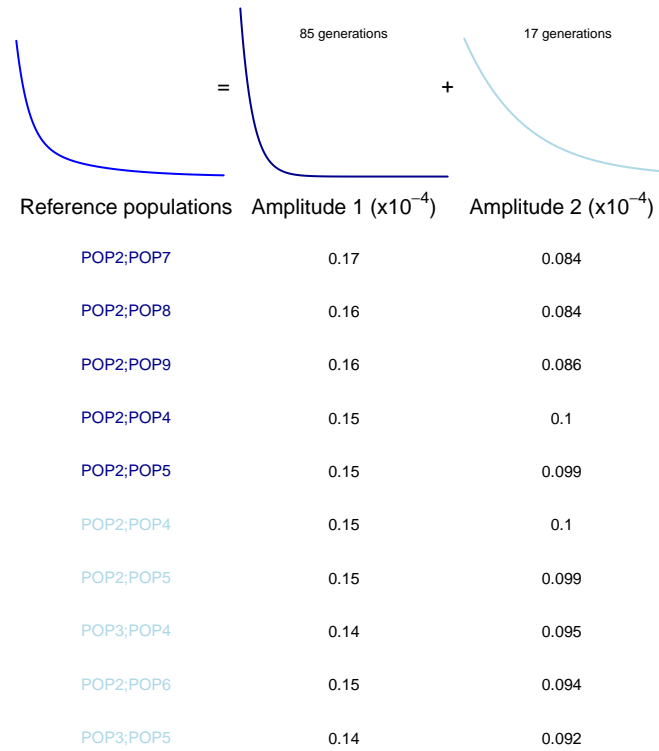 85 generations 17 generations
= +
Reference populations Amplitude 1 (x10⁻⁴) Amplitude 2 (x10⁻⁴)
POP2;POP7 0.17 0.084
POP2;POP8 0.16 0.084
POP2;POP9 0.16 0.086
POP2;POP4 0.15 0.1
POP2;POP5 0.15 0.099
POP2;POP4 0.15 0.1
POP2;POP5 0.15 0.099
POP3;POP4 0.14 0.095
POP2;POP6 0.15 0.094
POP3;POP5 0.14 0.092